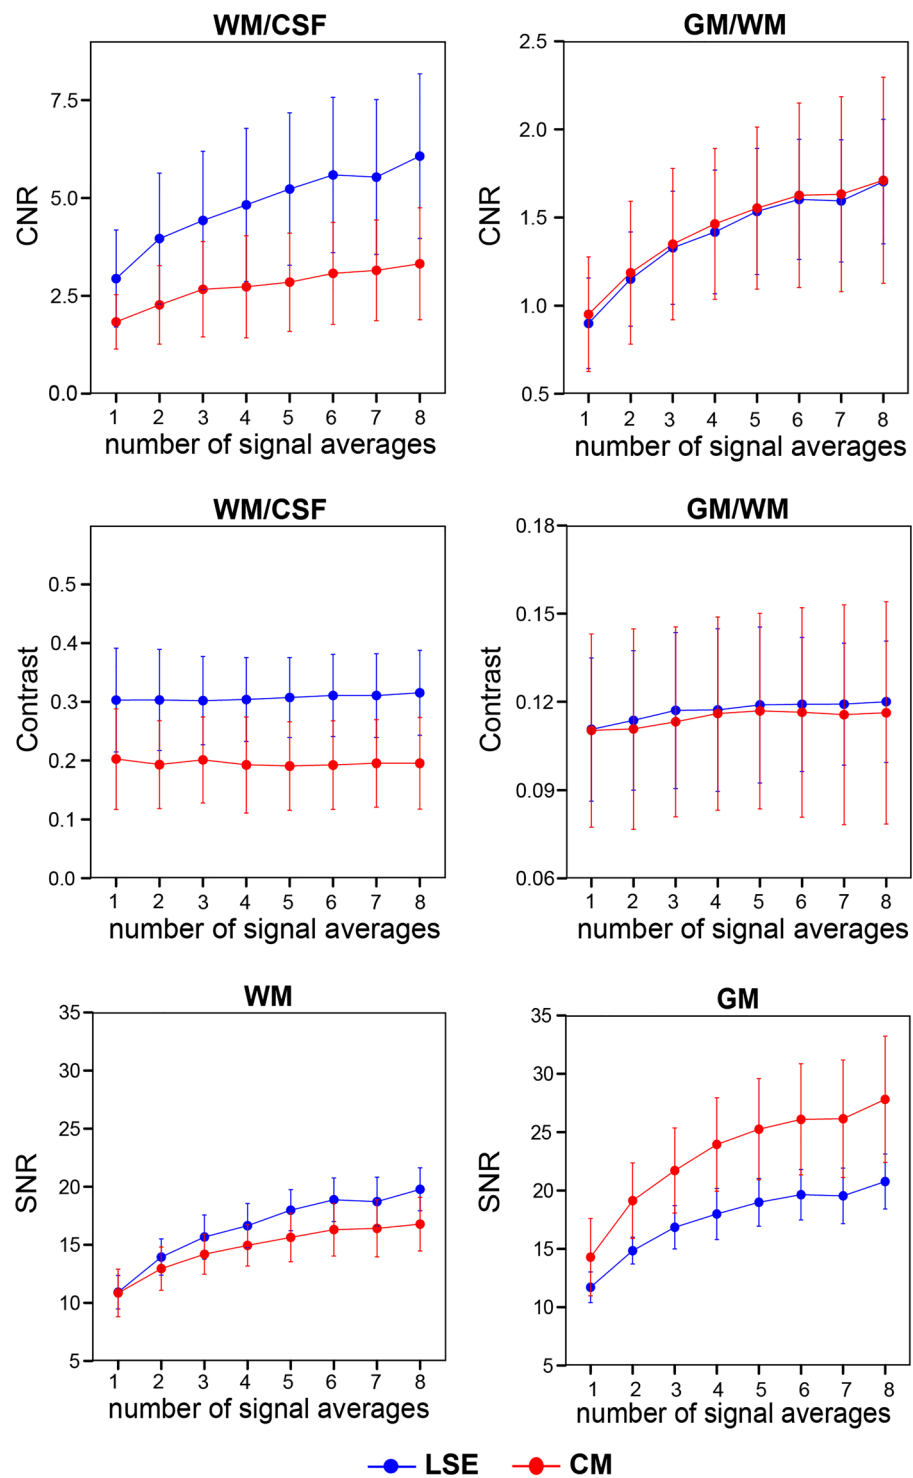 WM/CSF
GM/WM
CNR
7.5
5.0
2.5
0.0
1 2 3 4 5 6 7 8
number of signal averages
CNR
2.5
2.0
1.5
1.0
0.5
1 2 3 4 5 6 7 8
number of signal averages
WM/CSF
GM/WM
Contrast
0.5
0.4
0.3
0.2
0.1
0.0
1 2 3 4 5 6 7 8
number of signal averages
Contrast
0.18
0.15
0.12
0.09
0.06
1 2 3 4 5 6 7 8
number of signal averages
WM
GM
SNR
35
30
25
20
15
10
5
1 2 3 4 5 6 7 8
number of signal averages
SNR
35
30
25
20
15
10
5
1 2 3 4 5 6 7 8
number of signal averages
LSE CM